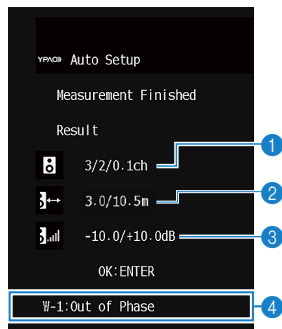 YPAO Auto Setup
Measurement Finished
Result
3/2/0.1ch
1
3.0/10.5m
2
-10.0/+10.0dB
3
OK:ENTER
W-1:Out of Phase
4